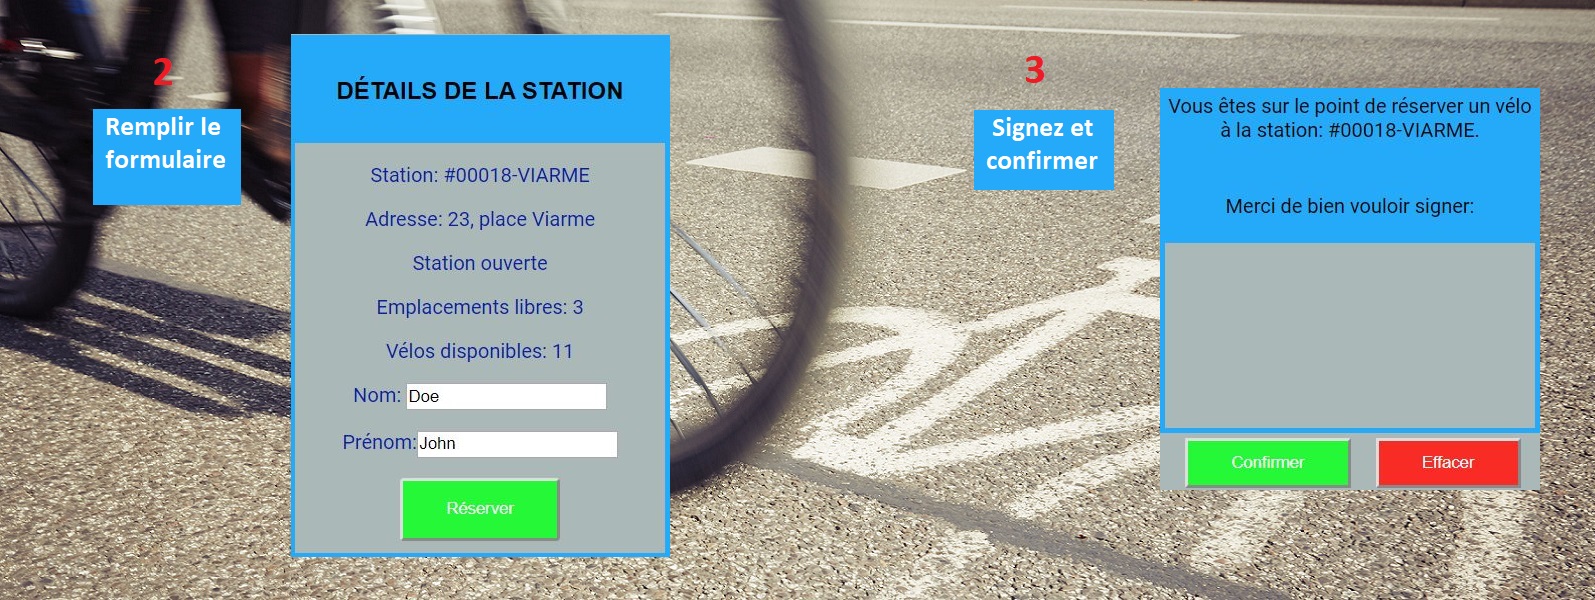 2
Remplir le
formulaire
DÉTAILS DE LA STATION
Station: #00018-VIARME
Adresse: 23, place Viarme
Station ouverte
Emplacements libres: 3
Vélos disponibles: 11
Nom: Doe
Prénom: John
Réserver
3
Signez et
confirmer
Vous êtes sur le point de réserver un vélo
à la station: #00018-VIARME.
Merci de bien vouloir signer:
Confirmer
Effacer